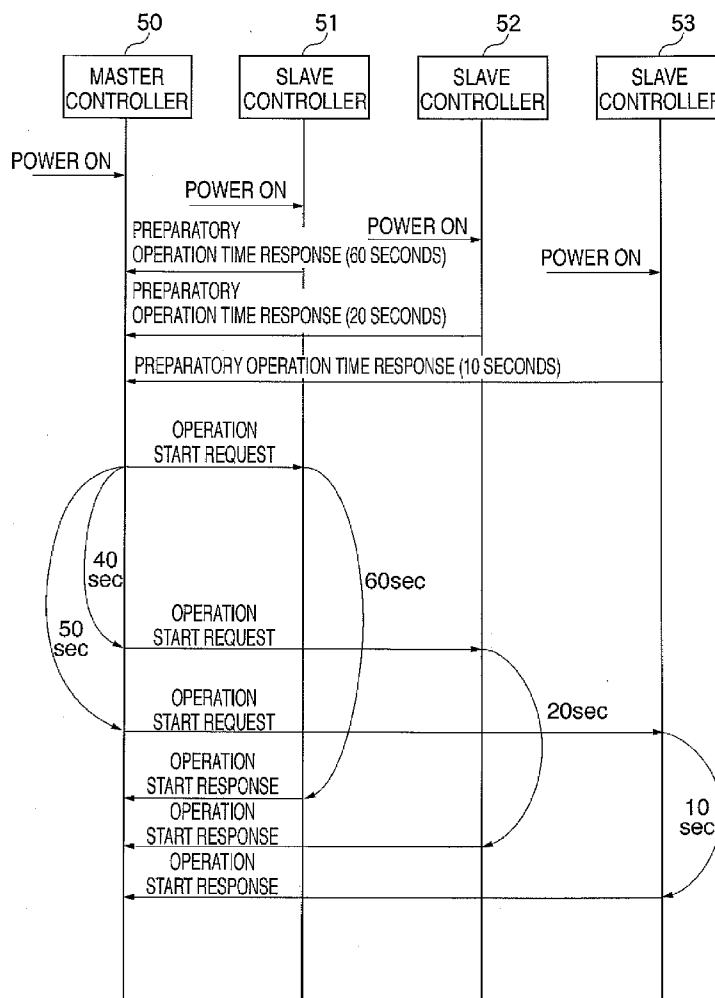 50
51
52
53
MASTER
CONTROLLER
SLAVE
CONTROLLER
SLAVE
CONTROLLER
SLAVE
CONTROLLER
POWER ON
POWER ON
POWER ON
POWER ON
PREPARATORY
OPERATION TIME RESPONSE (60 SECONDS)
PREPARATORY
OPERATION TIME RESPONSE (20 SECONDS)
PREPARATORY OPERATION TIME RESPONSE (10 SECONDS)
OPERATION
START REQUEST
40
sec
60sec
50
sec
OPERATION
START REQUEST
OPERATION
START REQUEST
20sec
OPERATION
START RESPONSE
OPERATION
START RESPONSE
10
sec
OPERATION
START RESPONSE